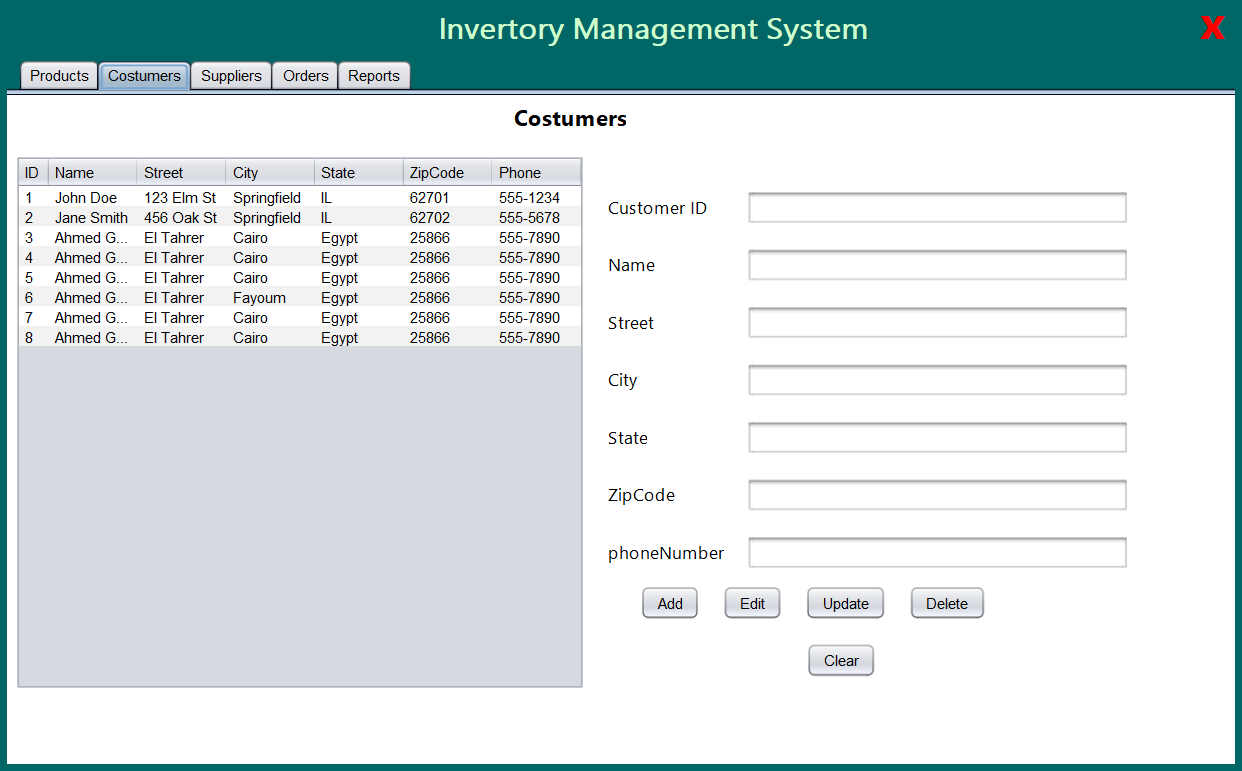 Invertory Management System X
Products Costumers Suppliers Orders Reports
Costumers
ID Name Street City State ZipCode Phone
1 John Doe 123 Elm St Springfield IL 62701 555-1234
2 Jane Smith 456 Oak St Springfield IL 62702 555-5678
3 Ahmed G... El Tahrer Cairo Egypt 25866 555-7890
4 Ahmed G... El Tahrer Cairo Egypt 25866 555-7890
5 Ahmed G... El Tahrer Cairo Egypt 25866 555-7890
6 Ahmed G... El Tahrer Fayoum Egypt 25866 555-7890
7 Ahmed G... El Tahrer Cairo Egypt 25866 555-7890
8 Ahmed G... El Tahrer Cairo Egypt 25866 555-7890
Customer ID
Name
Street
City
State
ZipCode
phoneNumber
Add Edit Update Delete
Clear